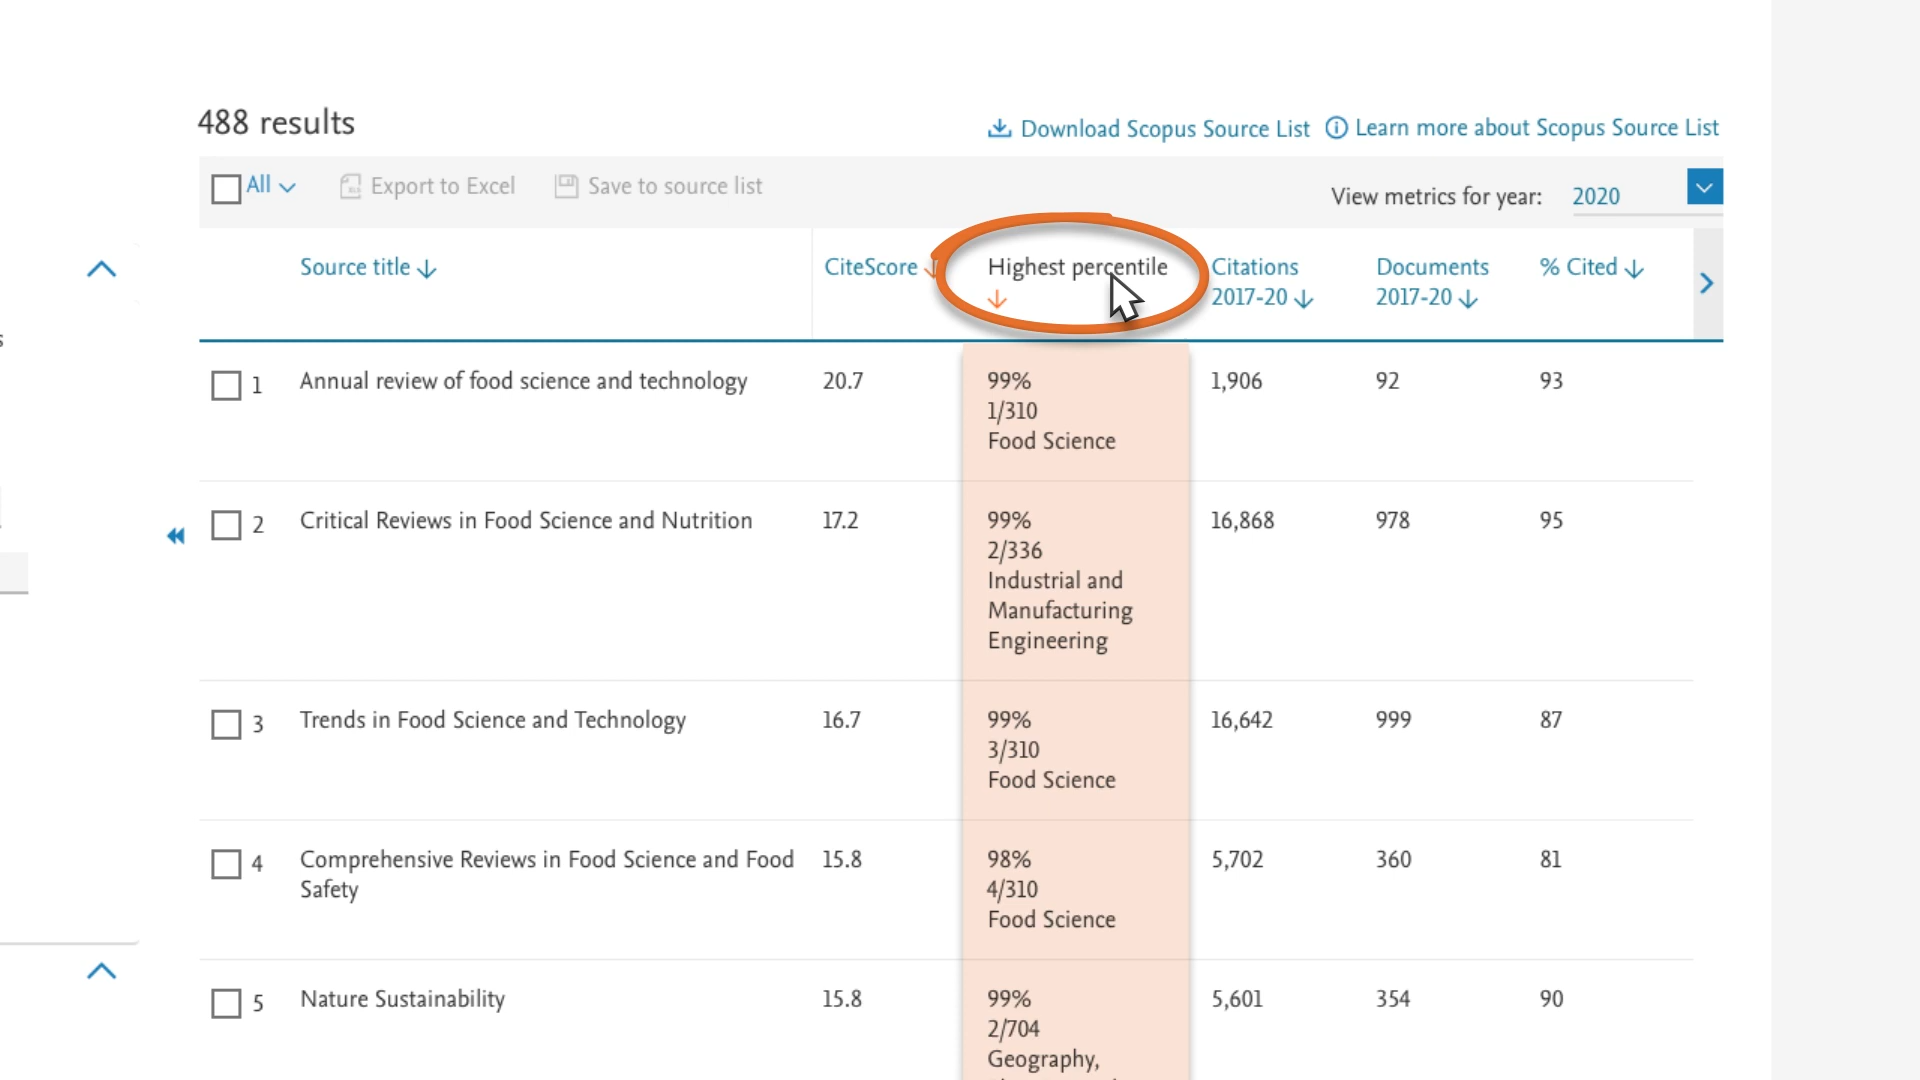 488 results
Download Scopus Source List
Learn more about Scopus Source List
All
Export to Excel
Save to source list
View metrics for year:
2020
Source title
CiteScore
Highest percentile
Citations
2017-20
Documents
2017-20
% Cited
s
1
Annual review of food science and technology
20.7
99%
1/310
Food Science
1,906
92
93
2
Critical Reviews in Food Science and Nutrition
17.2
99%
2/336
Industrial and
Manufacturing
Engineering
16,868
978
95
3
Trends in Food Science and Technology
16.7
99%
3/310
Food Science
16,642
999
87
4
Comprehensive Reviews in Food Science and Food
Safety
15.8
98%
4/310
Food Science
5,702
360
81
5
Nature Sustainability
15.8
99%
2/704
Geography,
5,601
354
90